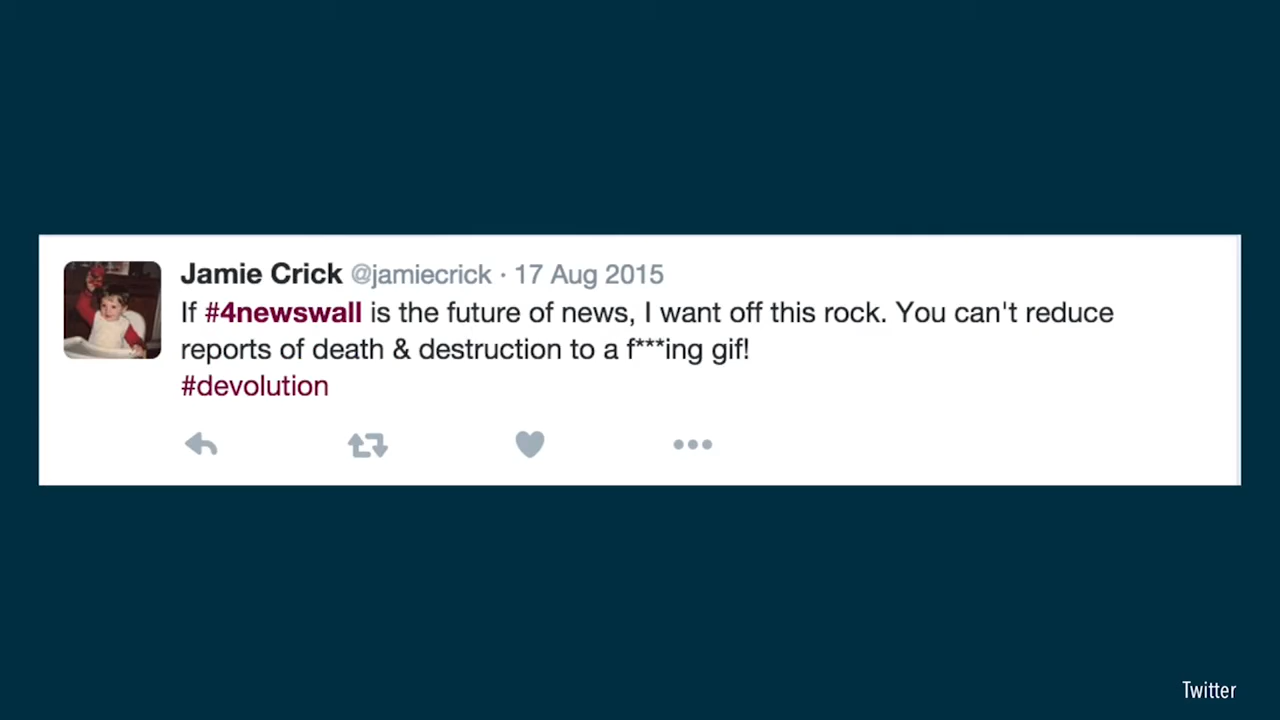 Jamie Crick @jamiecrick · 17 Aug 2015
If #4newswall is the future of news, I want off this rock. You can't reduce
reports of death & destruction to a f***ing gif!
#devolution
Twitter